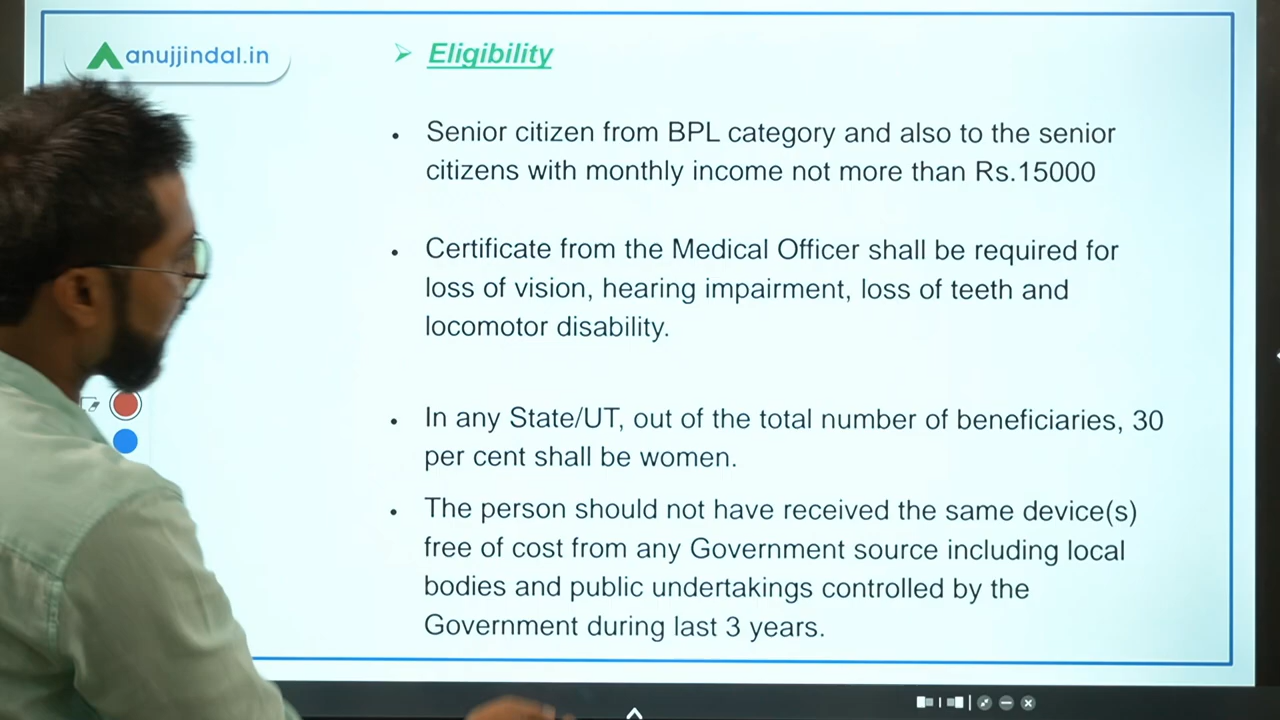 anujjindal.in
Eligibility
Senior citizen from BPL category and also to the senior
citizens with monthly income not more than Rs.15000
Certificate from the Medical Officer shall be required for
loss of vision, hearing impairment, loss of teeth and
locomotor disability.
In any State/UT, out of the total number of beneficiaries, 30
per cent shall be women.
The person should not have received the same device(s)
free of cost from any Government source including local
bodies and public undertakings controlled by the
Government during last 3 years.